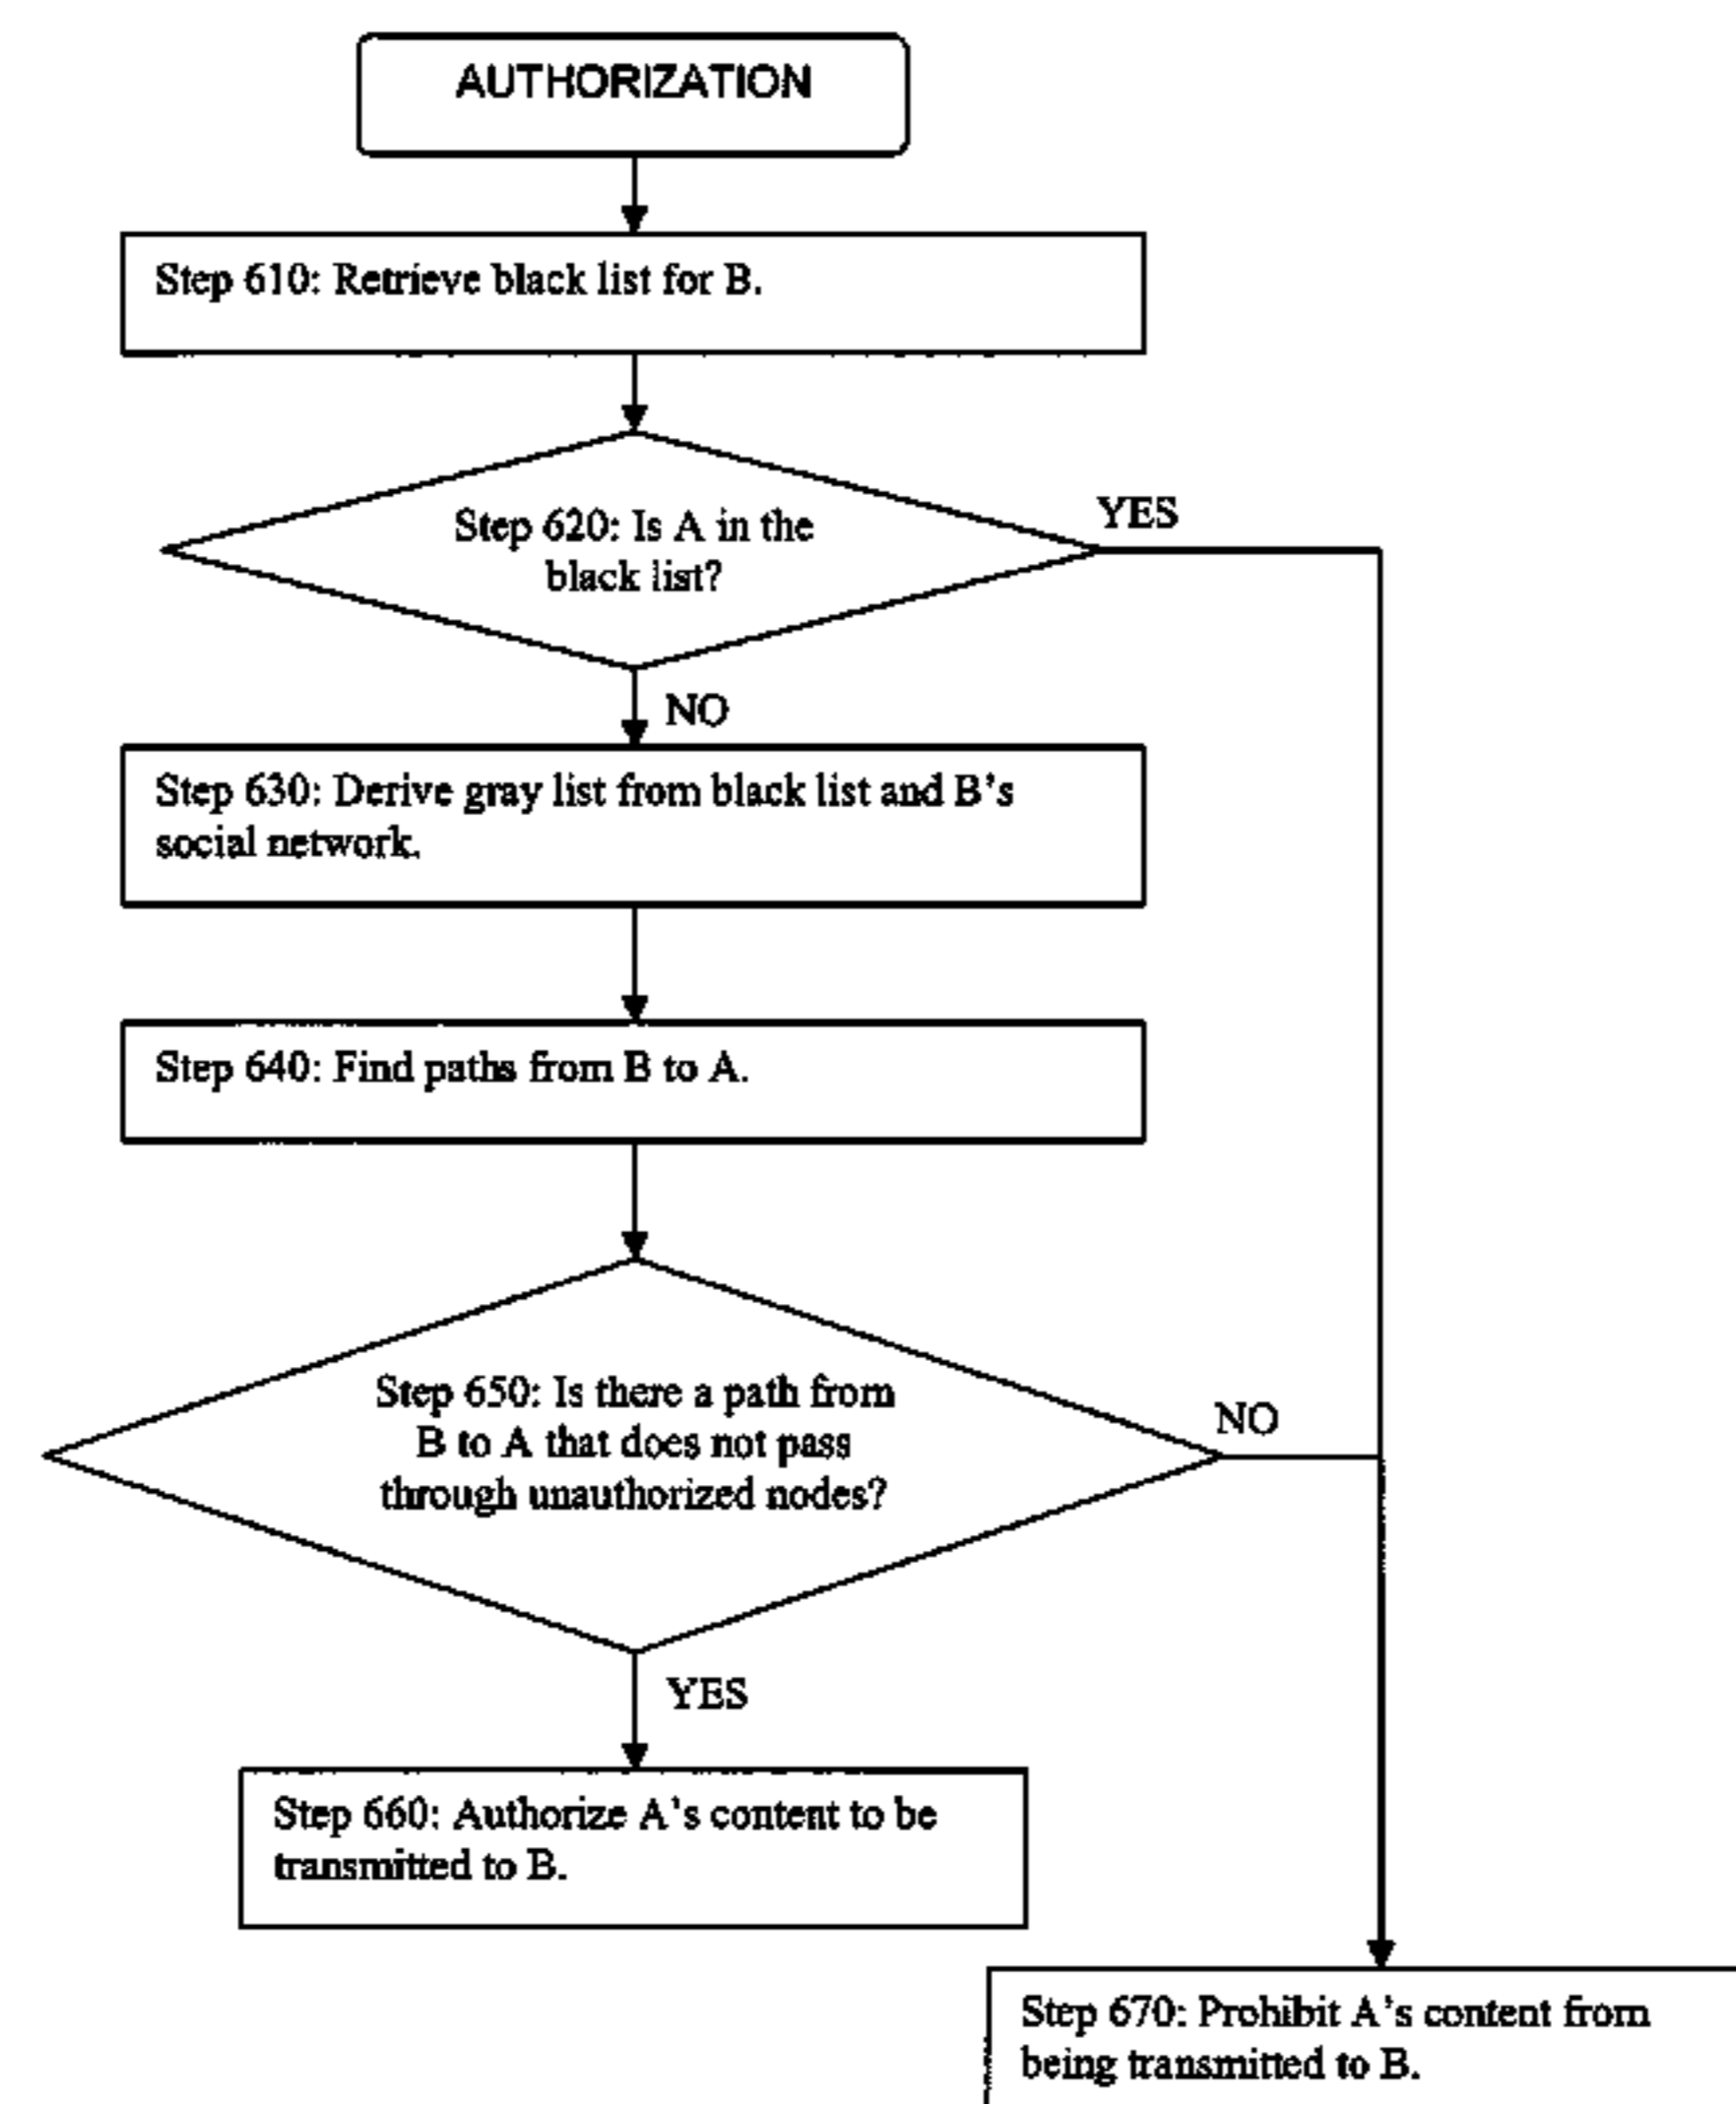 AUTHORIZATION
Step 610: Retrieve black list for B.
Step 620: Is A in the
black list?
YES
NO
Step 630: Derive gray list from black list and B's
social network.
Step 640: Find paths from B to A.
Step 650: Is there a path from
B to A that does not pass
through unauthorized nodes?
NO
YES
Step 660: Authorize A's content to be
transmitted to B.
Step 670: Prohibit A's content from
being transmitted to B.